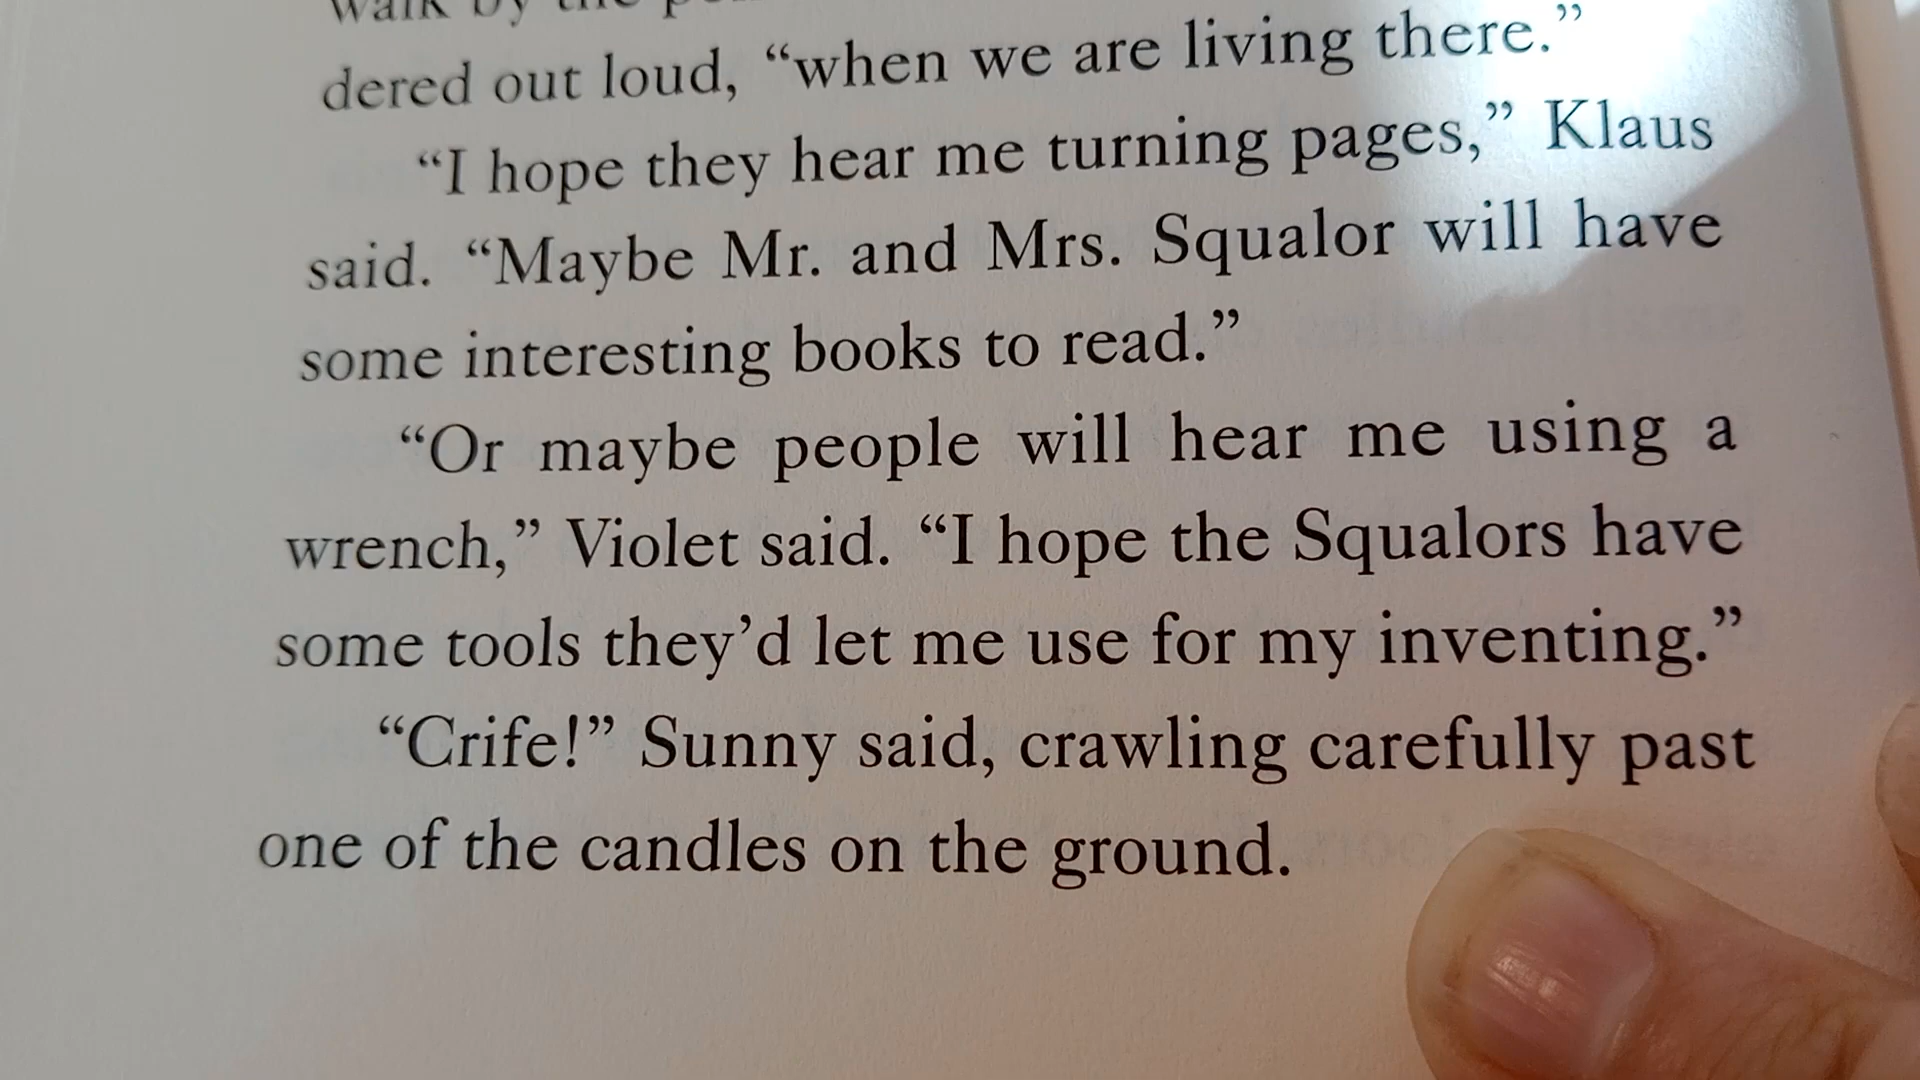 walk by the
dered out loud, “when we are living there.”
“I hope they hear me turning pages,” Klaus
said. “Maybe Mr. and Mrs. Squalor will have
some interesting books to read.”
“Or maybe people will hear me using a
wrench,” Violet said. “I hope the Squalors have
some tools they’d let me use for my inventing.”
“Crife!” Sunny said, crawling carefully past
one of the candles on the ground.